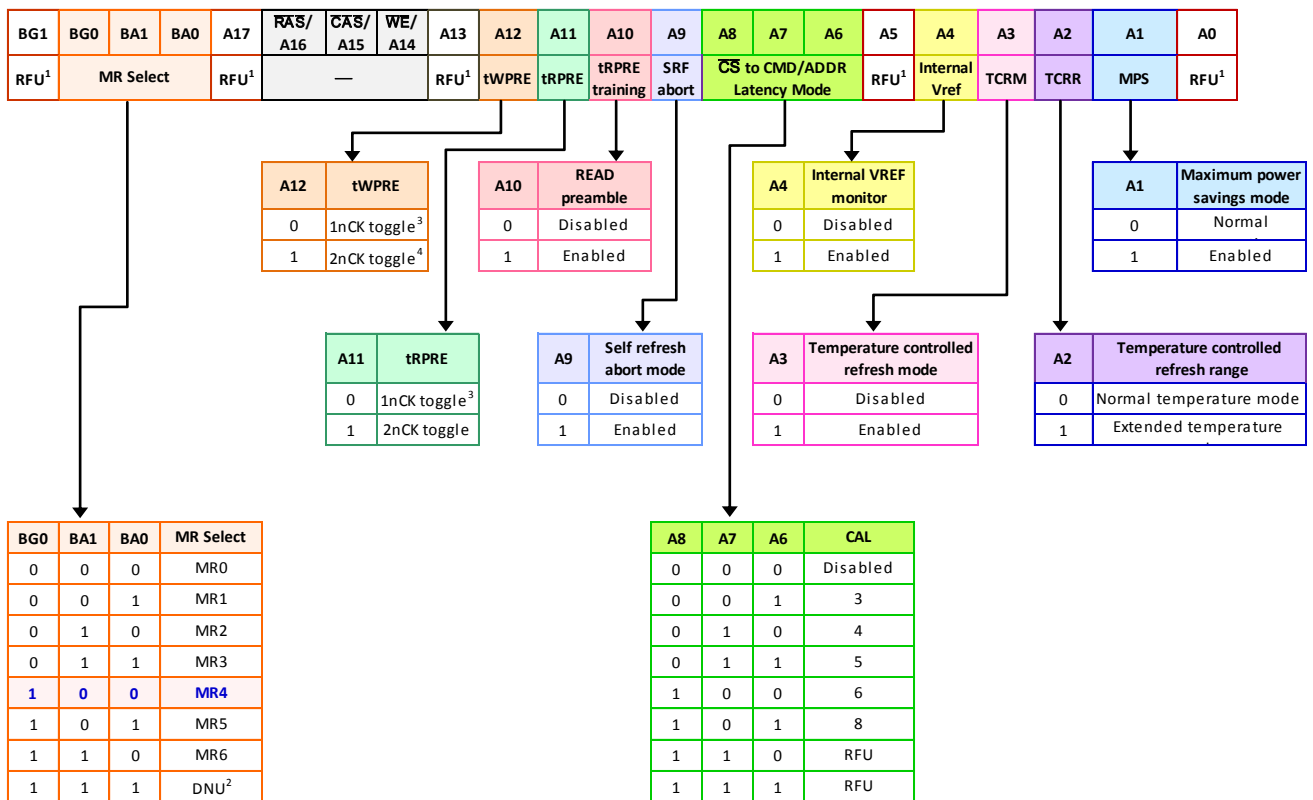 BG1 BG0 BA1 BA0 A17 RAS/ A16 CAS/ A15 WE/ A14 A13 A12 A11 A10 A9 A8 A7 A6 A5 A4 A3 A2 A1 A0
RFU1 MR Select RFU1 — RFU1 tWPRE tRPRE tRPRE training SRF abort CS to CMD/ADDR Latency Mode RFU1 Internal Vref TCRM TCRR MPS RFU1
A12 tWPRE
0 1nCK toggle3
1 2nCK toggle4
A10 READ preamble
0 Disabled
1 Enabled
A4 Internal VREF monitor
0 Disabled
1 Enabled
A1 Maximum power savings mode
0 Normal
1 Enabled
A11 tRPRE
0 1nCK toggle3
1 2nCK toggle
A9 Self refresh abort mode
0 Disabled
1 Enabled
A3 Temperature controlled refresh mode
0 Disabled
1 Enabled
A2 Temperature controlled refresh range
0 Normal temperature mode
1 Extended temperature
BG0 BA1 BA0 MR Select
0 0 0 MR0
0 0 1 MR1
0 1 0 MR2
0 1 1 MR3
1 0 0 MR4
1 0 1 MR5
1 1 0 MR6
1 1 1 DNU2
A8 A7 A6 CAL
0 0 0 Disabled
0 0 1 3
0 1 0 4
0 1 1 5
1 0 0 6
1 0 1 8
1 1 0 RFU
1 1 1 RFU